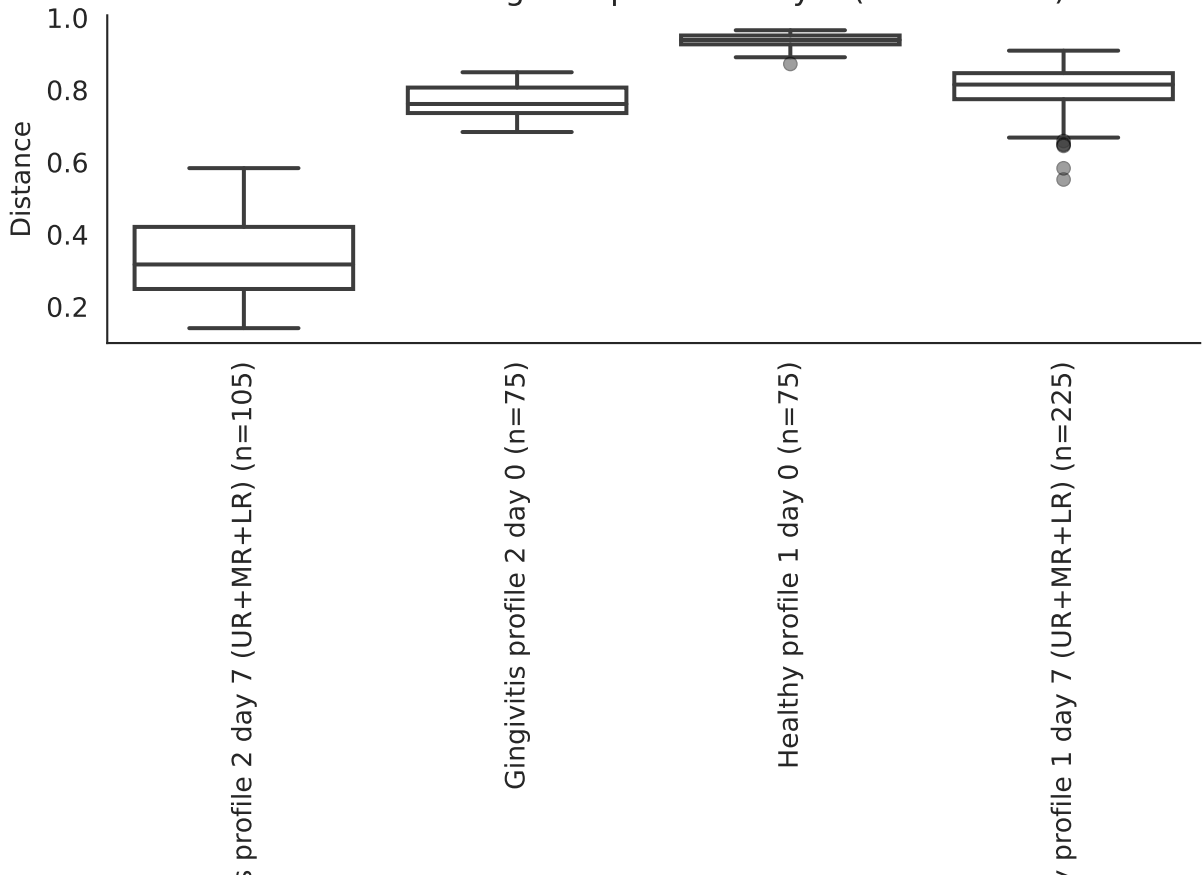 1.0
0.8
0.6
0.4
0.2
Distance
profile 2 day 7 (UR+MR+LR) (n=105)
Gingivitis profile 2 day 0 (n=75)
Healthy profile 1 day 0 (n=75)
profile 1 day 7 (UR+MR+LR) (n=225)